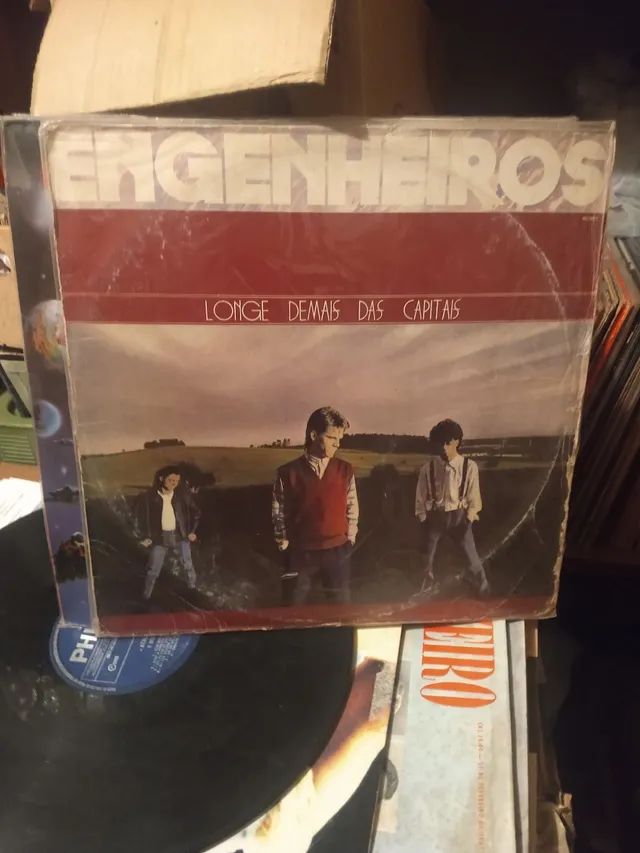 ENGENHEIROS
LONGE DEMAIS DAS CAPITAIS
PH
EIRO